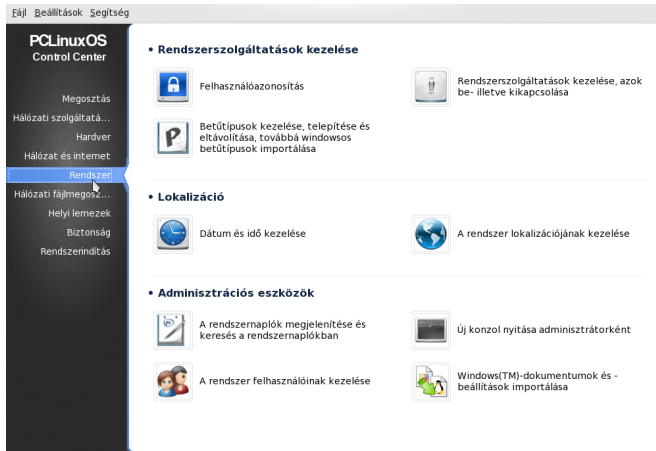 Fájl Beállítások Segítség
PCLinuxOS
Control Center
Megosztás
Hálózati szolgáltatá...
Hardver
Hálózat és internet
Rendszer
Hálózati fájlmegosz...
Helyi lemezek
Biztonság
Rendszerindítás
• Rendszerszolgáltatások kezelése
Felhasználóazonosítás
Rendszerszolgáltatások kezelése, azok
be- illetve kikapcsolása
Betűtípusok kezelése, telepítése és
eltávolítása, továbbá windowsos
betűtípusok importálása
• Lokalizáció
Dátum és idő kezelése
A rendszer lokalizációjának kezelése
• Adminisztrációs eszközök
A rendszernaplók megjelenítése és
keresés a rendszernaplókban
Új konzol nyitása adminisztrátorként
A rendszer felhasználóinak kezelése
Windows(TM)-dokumentumok és -
beállítások importálása